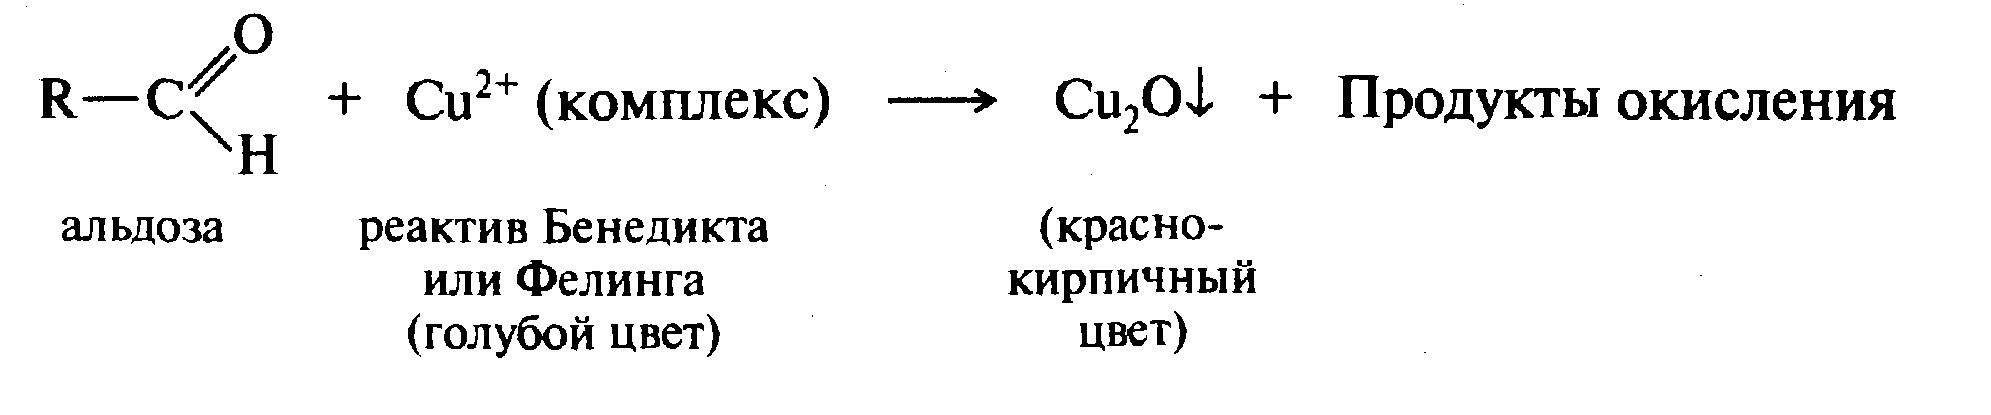 O
R—C + Cu²⁺ (комплекс) ⟶ Cu₂O↓ + Продукты окисления
H
альдоза реактив Бенедикта (красно-
или Фелинга кирпичный
(голубой цвет) цвет)